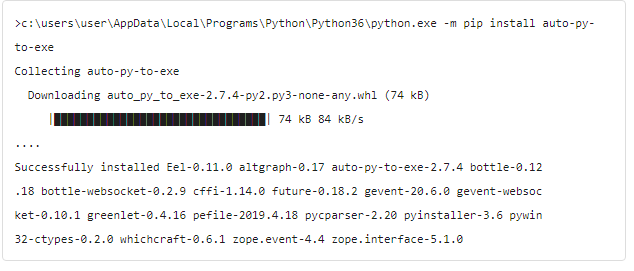 >c:\users\user\AppData\Local\Programs\Python\Python36\python.exe -m pip install auto-py-
to-exe
Collecting auto-py-to-exe
  Downloading auto_py_to_exe-2.7.4-py2.py3-none-any.whl (74 kB)
     |████████████████████████████████| 74 kB 84 kB/s
....
Successfully installed Eel-0.11.0 altgraph-0.17 auto-py-to-exe-2.7.4 bottle-0.12
.18 bottle-websocket-0.2.9 cffi-1.14.0 future-0.18.2 gevent-20.6.0 gevent-websoc
ket-0.10.1 greenlet-0.4.16 pefile-2019.4.18 pycparser-2.20 pyinstaller-3.6 pywin
32-ctypes-0.2.0 whichcraft-0.6.1 zope.event-4.4 zope.interface-5.1.0